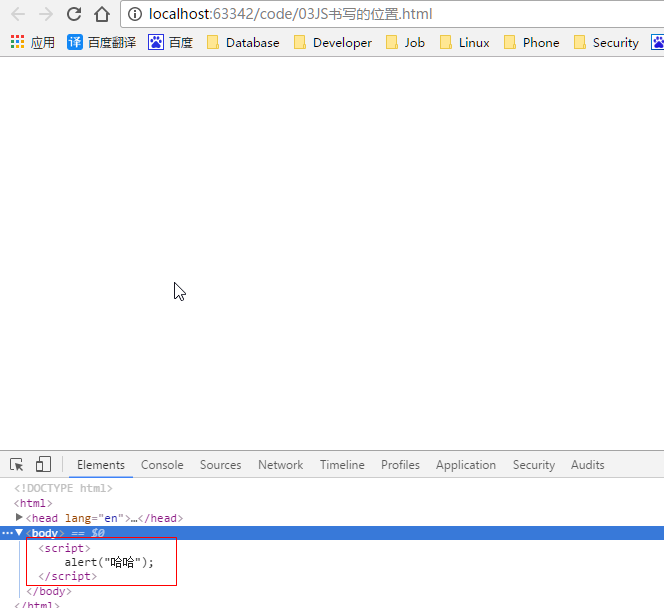 localhost:63342/code/03JS书写的位置.html
应用 译 百度翻译 百度 Database Developer Job Linux Phone Security
Elements Console Sources Network Timeline Profiles Application Security Audits
<!DOCTYPE html>
<html>
<head lang="en">…</head>
<body> == $0
<script>
alert("哈哈");
</script>
</body>
</html>